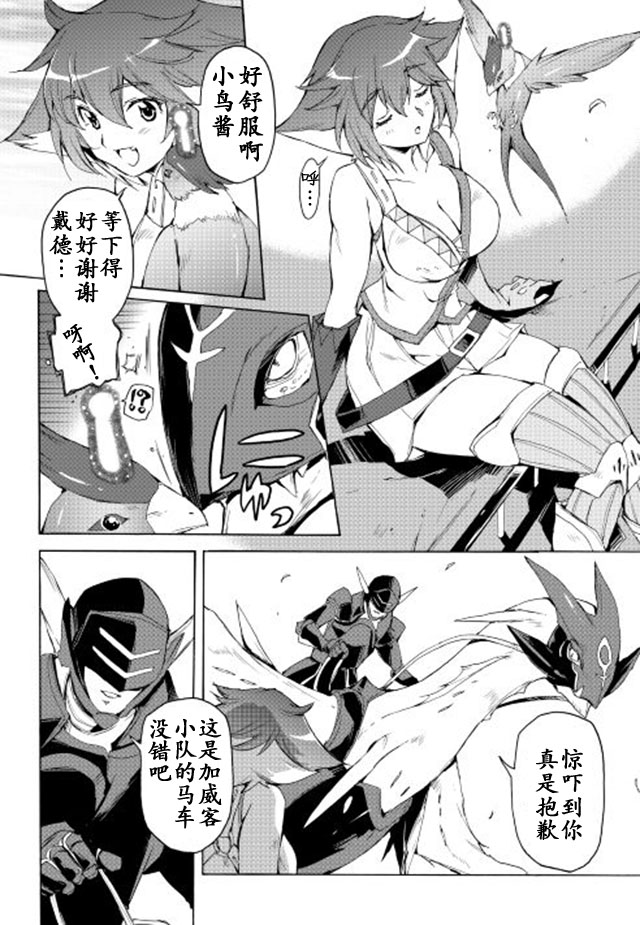 好舒服啊
小鸟酱
呼…
等下得
好好谢谢
戴德…
呀啊！
!?
惊吓到你
真是抱歉
这是加威客
小队的马车
没错吧